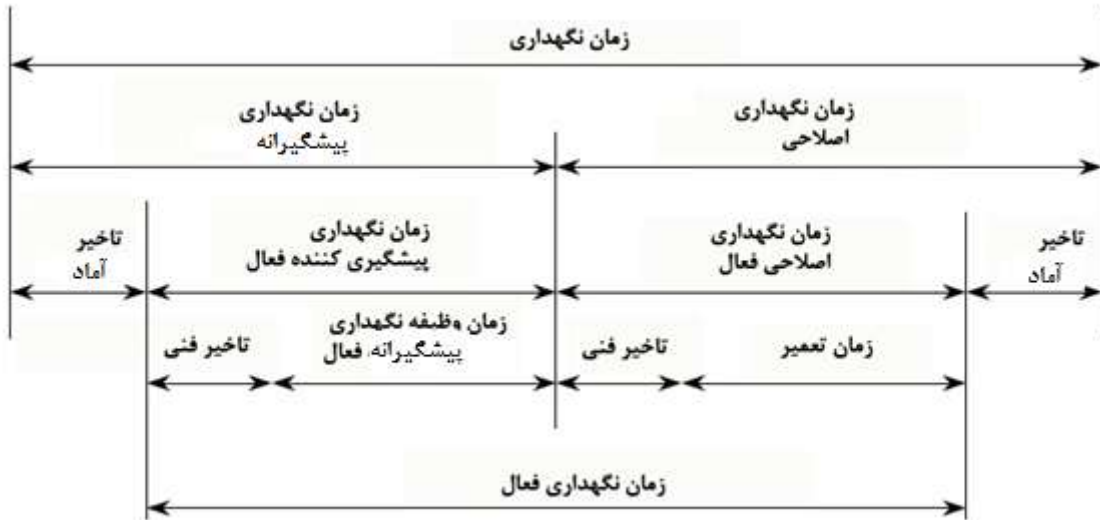 زمان نگهداری
زمان نگهداری
اصلاحی
زمان نگهداری
پیشگیرانه
تاخیر
آماد
زمان نگهداری
اصلاحی فعال
زمان نگهداری
پیشگیری کننده فعال
تاخیر
آماد
زمان تعمیر
تاخیر فنی
زمان وظیفه نگهداری
پیشگیرانه، فعال
تاخیر فنی
زمان نگهداری فعال